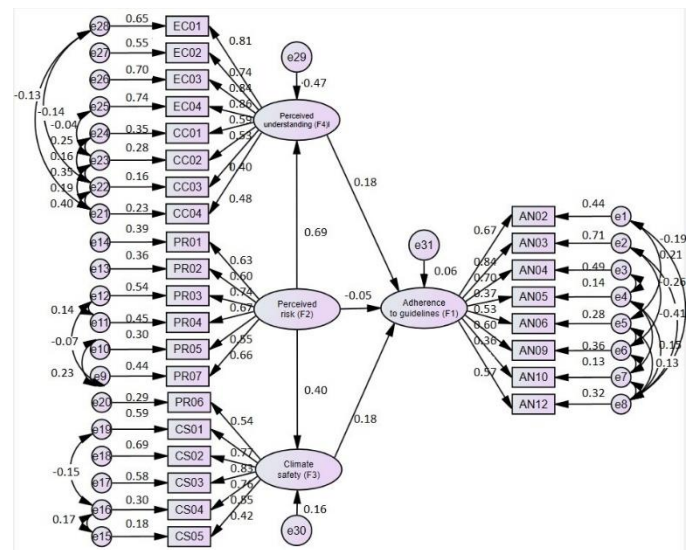 e28 0.65 EC01 0.81
e27 0.55 EC02 0.74
e26 0.70 EC03 0.84
e25 0.74 EC04 0.86
e24 0.35 CC01 0.59
e23 0.28 CC02 0.53
e22 0.16 CC03 0.40
e21 0.23 CC04 0.48
-0.13
-0.14
-0.04
0.25
0.16
0.35
0.19
0.40
e29
-0.47
Perceived
understanding (F4)l
0.18
0.69
e14 0.39 PR01 0.63
e13 0.36 PR02 0.60
e12 0.54 PR03 0.74
e11 0.45 PR04 0.67
e10 0.30 PR05 0.55
e9 0.44 PR07 0.66
0.14
-0.07
0.23
Perceived
risk (F2)
-0.05
0.40
e31
0.06
Adherence
to guidelines (F1)
0.67 AN02 0.44 e1
0.84 AN03 0.71 e2
0.70 AN04 0.49 e3
0.37 AN05 0.14 e4
0.53 AN06 0.28 e5
0.60 AN09 0.36 e6
0.36 AN10 0.13 e7
0.57 AN12 0.32 e8
-0.19
0.21
-0.26
-0.41
0.15
0.13
e20 0.29 PR06 0.54
e19 0.59 CS01 0.77
e18 0.69 CS02 0.83
e17 0.58 CS03 0.76
e16 0.30 CS04 0.55
e15 0.18 CS05 0.42
-0.15
0.17
Climate
safety (F3)
0.18
0.16
e30